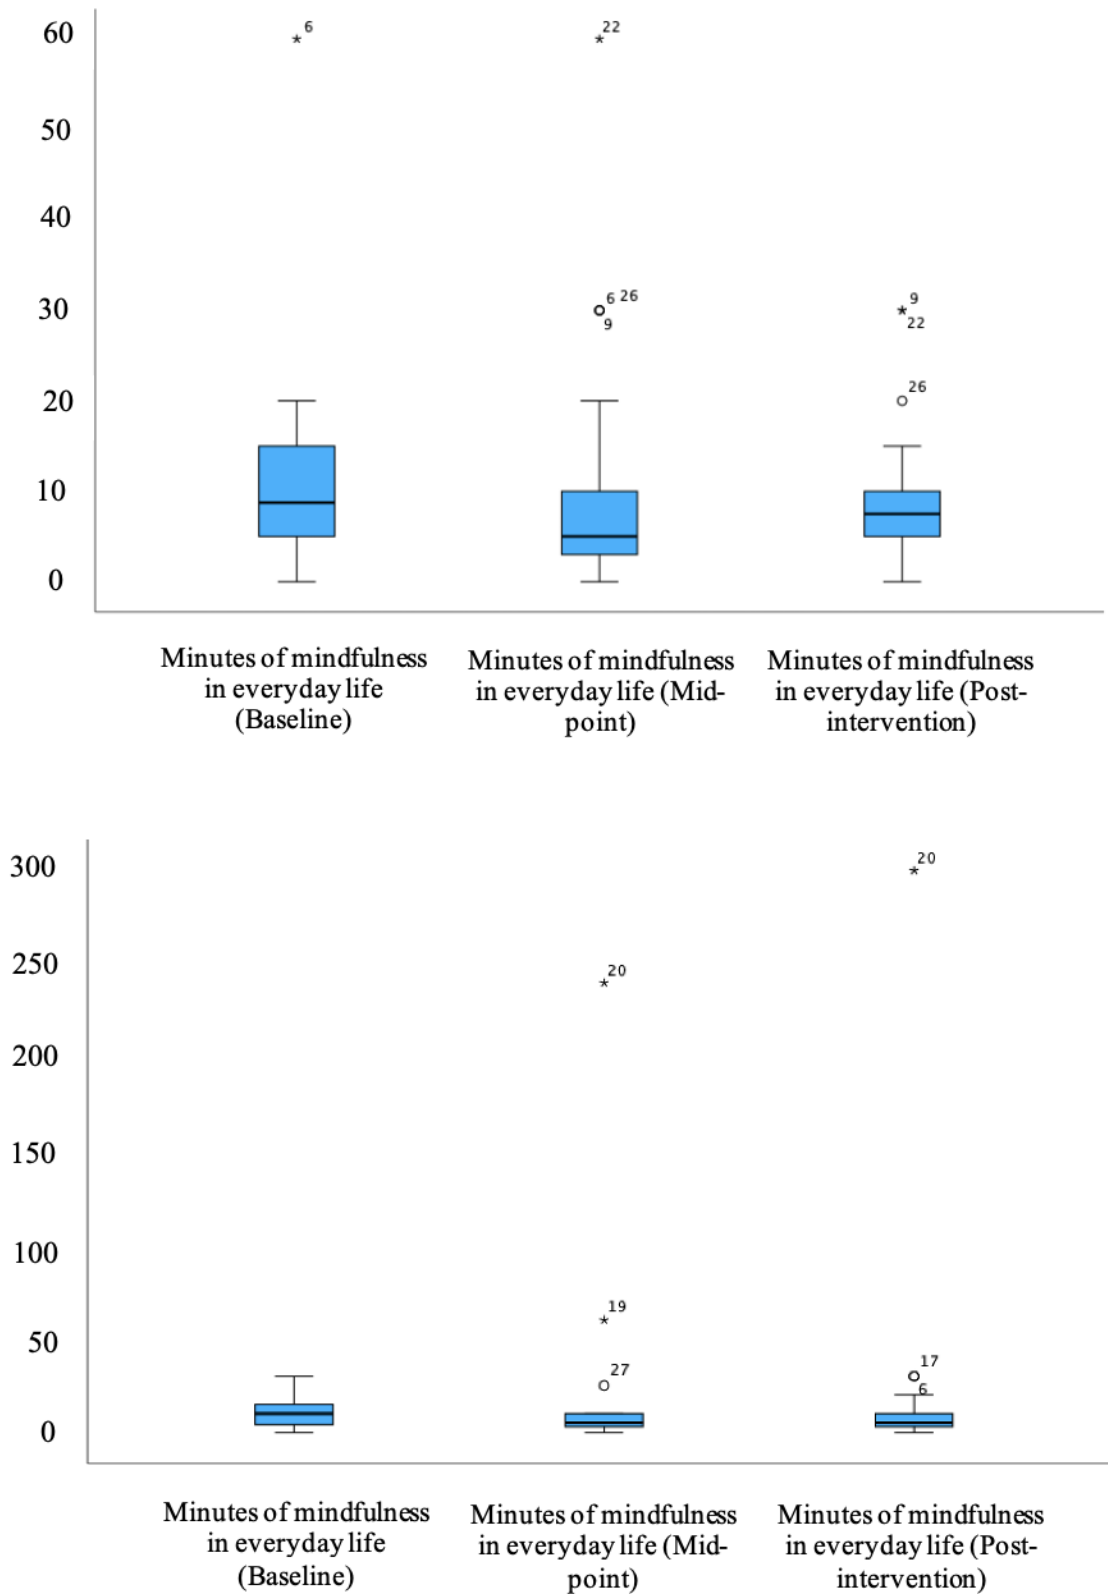 60
6
22
50
40
30
6 26
9
9
22
20
26
10
0
Minutes of mindfulness
in everyday life
(Baseline)
Minutes of mindfulness
in everyday life (Mid-
point)
Minutes of mindfulness
in everyday life (Post-
intervention)
300
20
250
20
200
150
100
50
19
27
17
6
0
Minutes of mindfulness
in everyday life
(Baseline)
Minutes of mindfulness
in everyday life (Mid-
point)
Minutes of mindfulness
in everyday life (Post-
intervention)